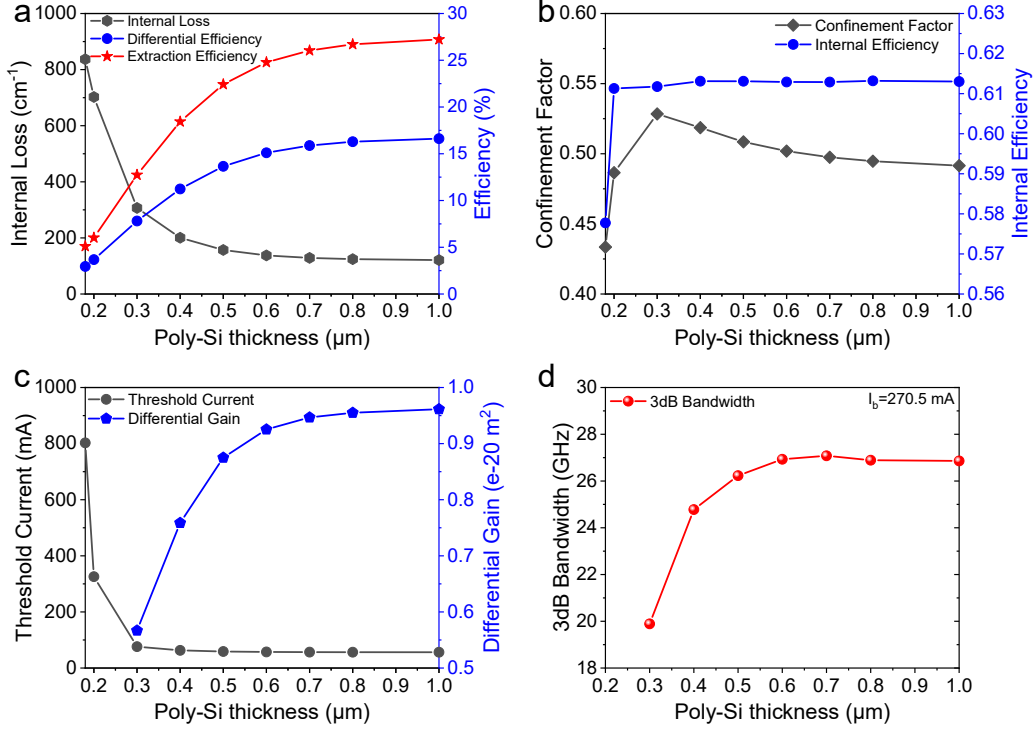 a
Internal Loss
Differential Efficiency
Extraction Efficiency
1000
800
600
400
200
0
30
25
20
15
10
5
0
0.2 0.3 0.4 0.5 0.6 0.7 0.8 0.9 1.0
Internal Loss (cm⁻¹)
Efficiency (%)
Poly-Si thickness (μm)
b
Confinement Factor
Internal Efficiency
0.60
0.55
0.50
0.45
0.40
0.63
0.62
0.61
0.60
0.59
0.58
0.57
0.56
0.2 0.3 0.4 0.5 0.6 0.7 0.8 0.9 1.0
Confinement Factor
Internal Efficiency
Poly-Si thickness (μm)
c
Threshold Current
Differential Gain
1000
800
600
400
200
0
1.0
0.9
0.8
0.7
0.6
0.5
0.2 0.3 0.4 0.5 0.6 0.7 0.8 0.9 1.0
Threshold Current (mA)
Differential Gain (e-20 m²)
Poly-Si thickness (μm)
d
3dB Bandwidth
I_b=270.5 mA
30
28
26
24
22
20
18
0.2 0.3 0.4 0.5 0.6 0.7 0.8 0.9 1.0
3dB Bandwidth (GHz)
Poly-Si thickness (μm)